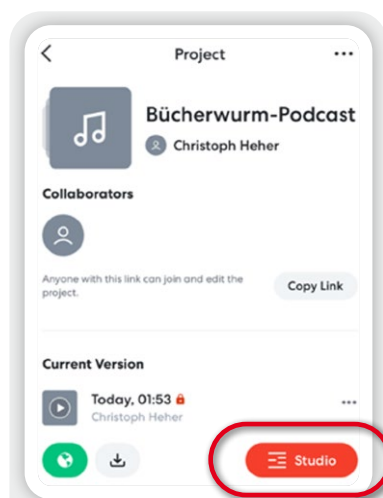 Project
Bücherwurm-Podcast
Christoph Heher
Collaborators
Anyone with this link can join and edit the
project.
Copy Link
Current Version
Today, 01:53
Christoph Heher
Studio